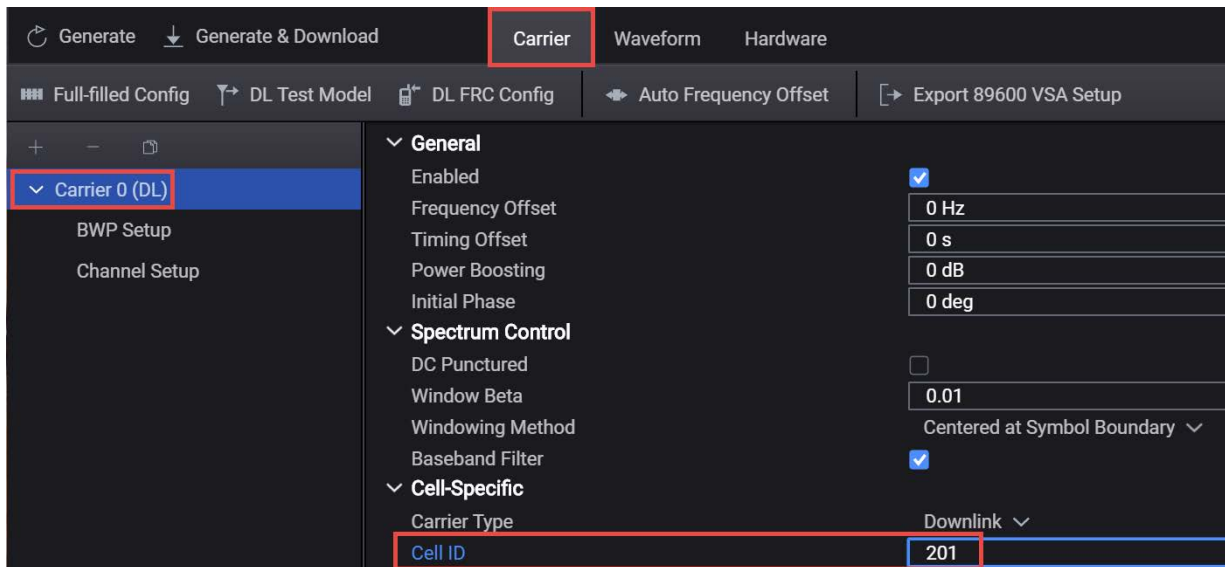 Generate Generate & Download Carrier Waveform Hardware
Full-filled Config DL Test Model DL FRC Config Auto Frequency Offset Export 89600 VSA Setup
Carrier 0 (DL)
BWP Setup
Channel Setup
General
Enabled
Frequency Offset 0 Hz
Timing Offset 0 s
Power Boosting 0 dB
Initial Phase 0 deg
Spectrum Control
DC Punctured
Window Beta 0.01
Windowing Method Centered at Symbol Boundary
Baseband Filter
Cell-Specific
Carrier Type Downlink
Cell ID 201